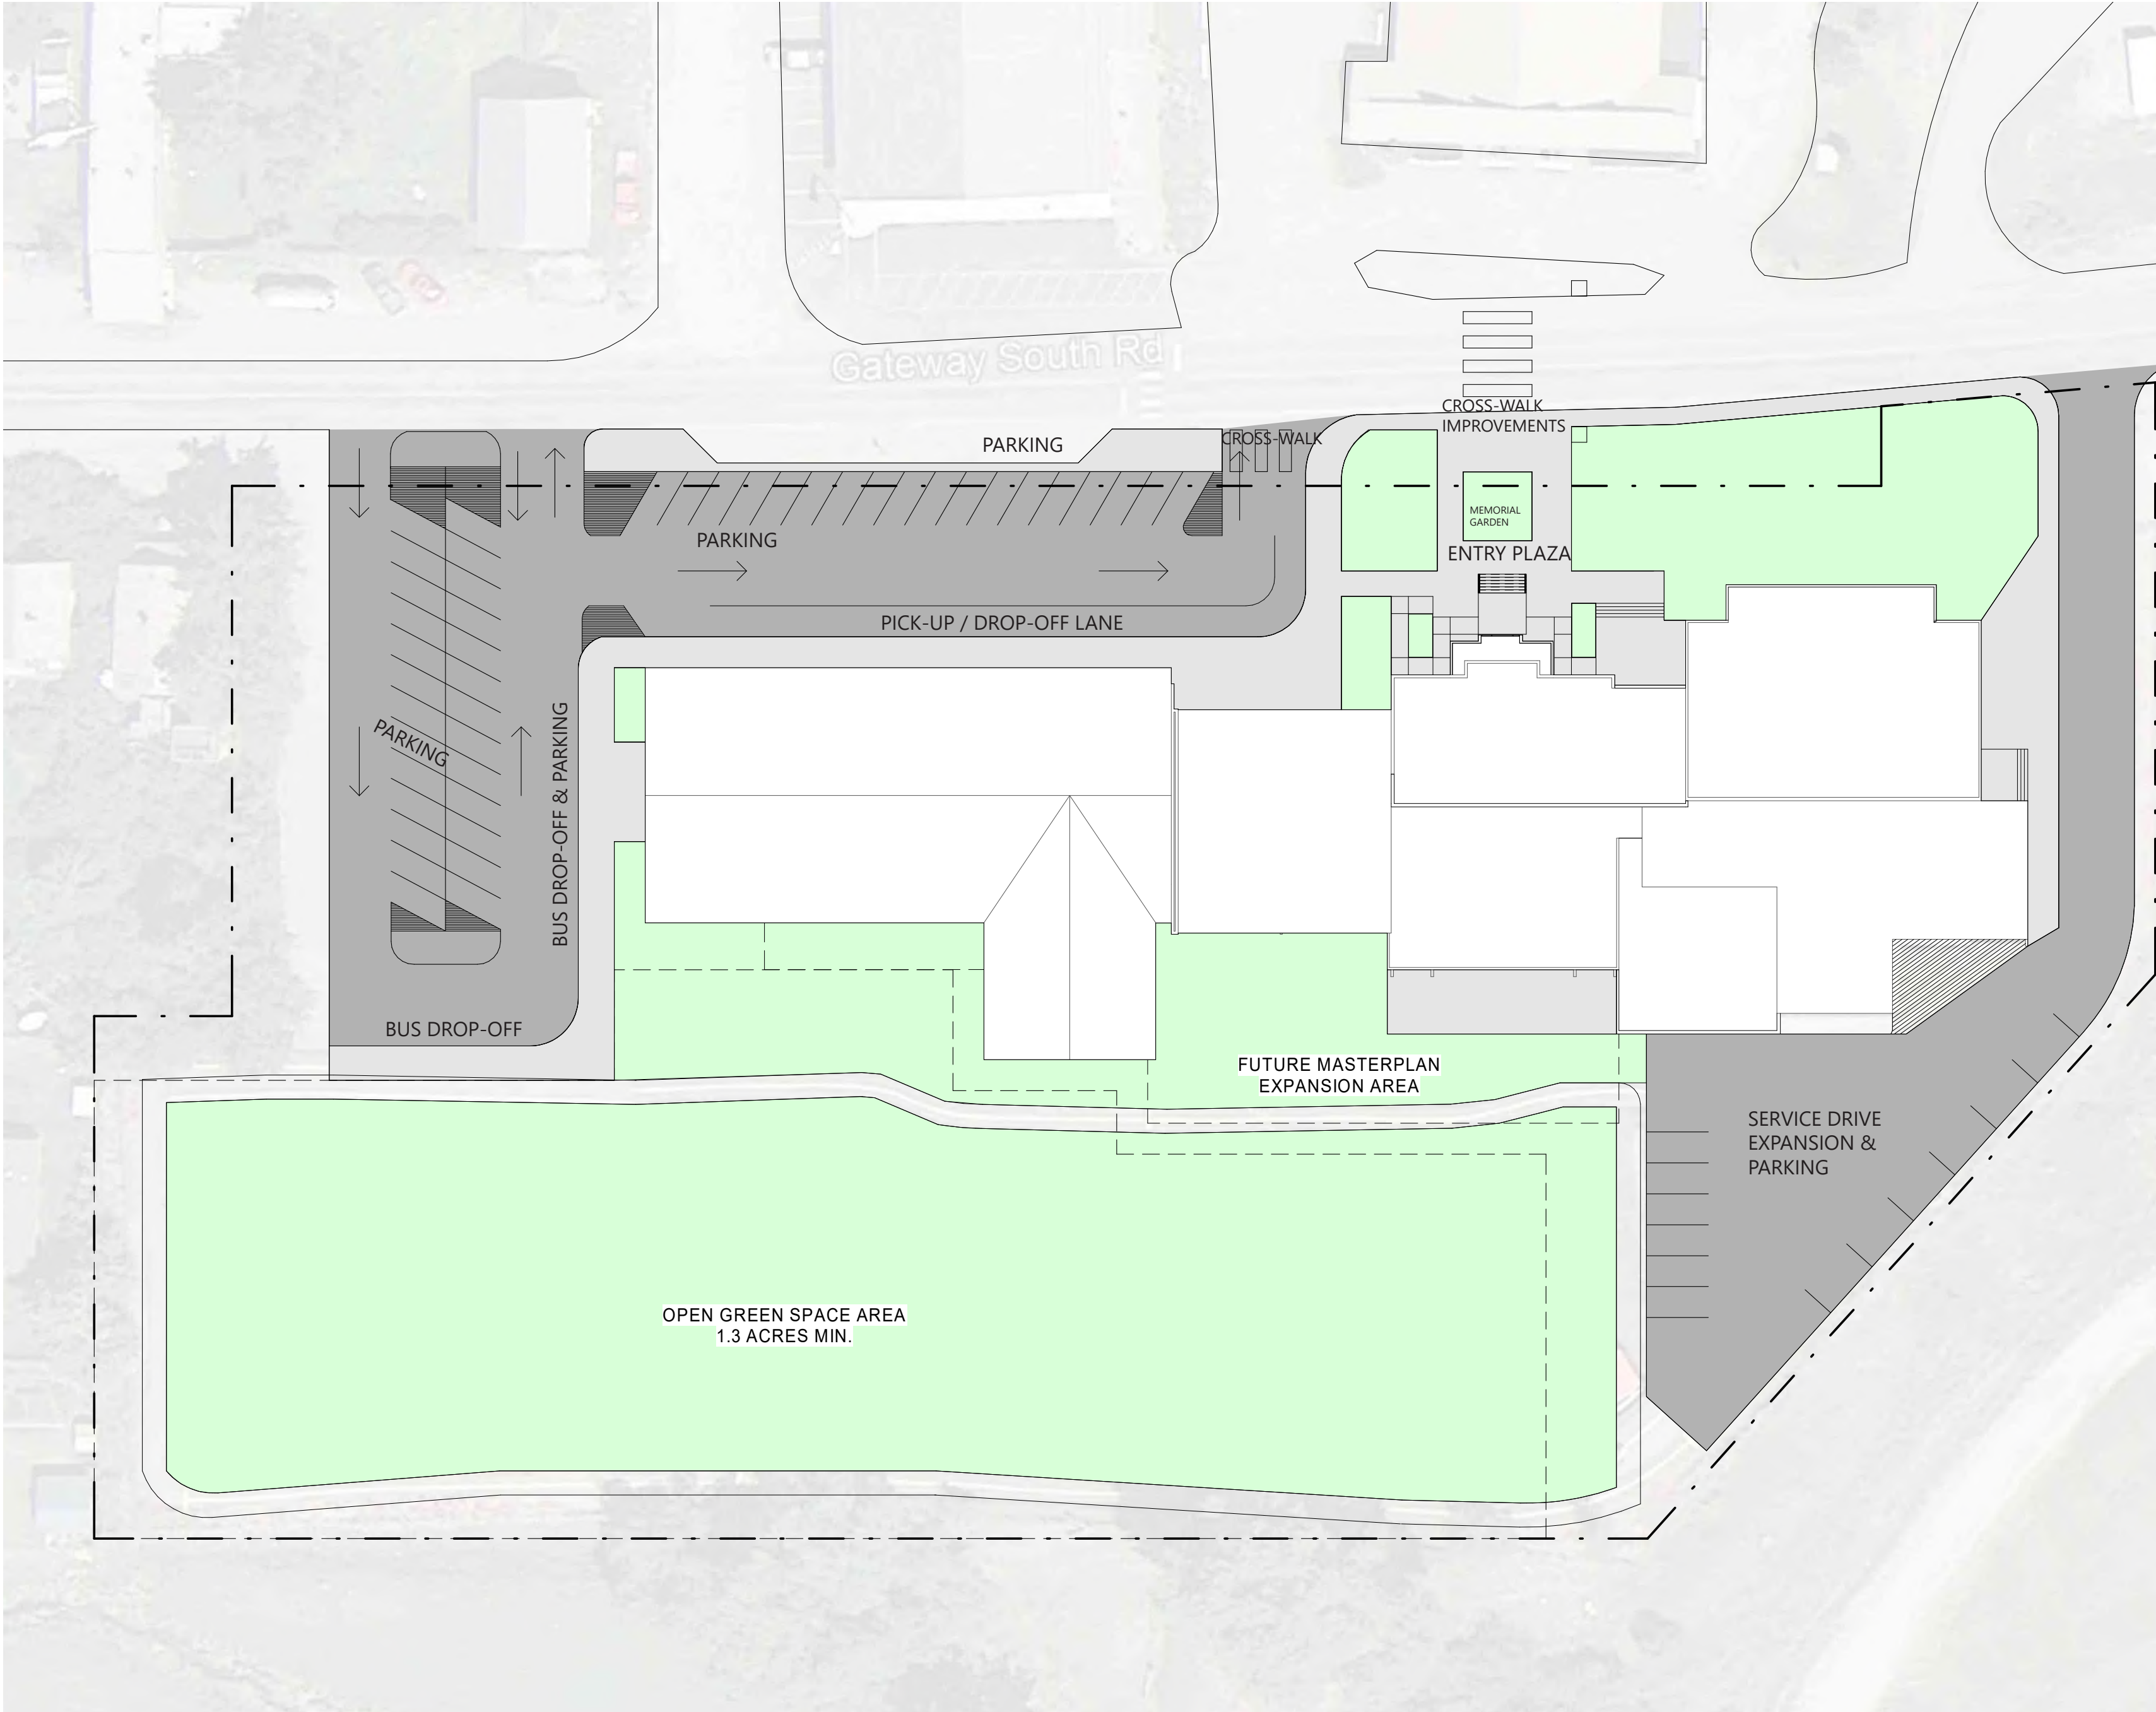 Gateway South Rd
CROSS-WALK
IMPROVEMENTS
PARKING
CROSS-WALK
MEMORIAL
GARDEN
PARKING
ENTRY PLAZA
PICK-UP / DROP-OFF LANE
PARKING
BUS DROP-OFF & PARKING
BUS DROP-OFF
FUTURE MASTERPLAN
EXPANSION AREA
SERVICE DRIVE
EXPANSION &
PARKING
OPEN GREEN SPACE AREA
1.3 ACRES MIN.